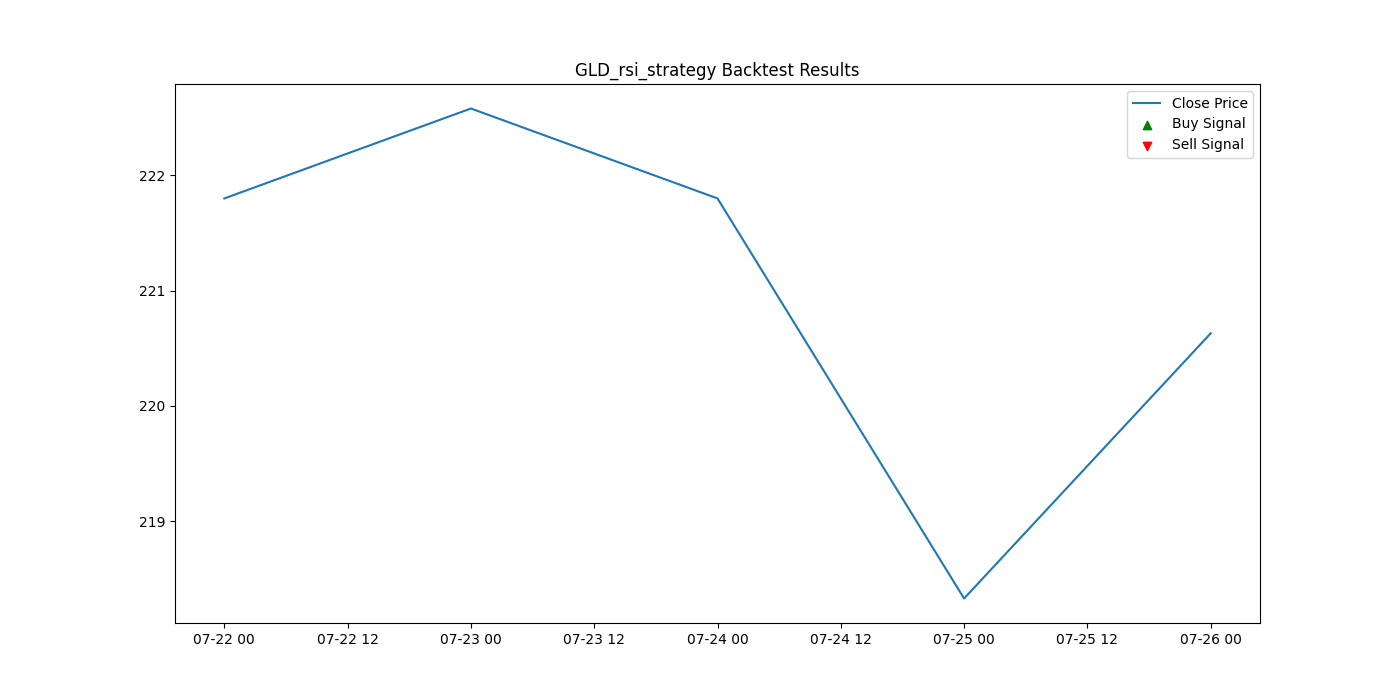 GLD_rsi_strategy Backtest Results
Close Price
Buy Signal
Sell Signal
222
221
220
219
07-22 00 07-22 12 07-23 00 07-23 12 07-24 00 07-24 12 07-25 00 07-25 12 07-26 00